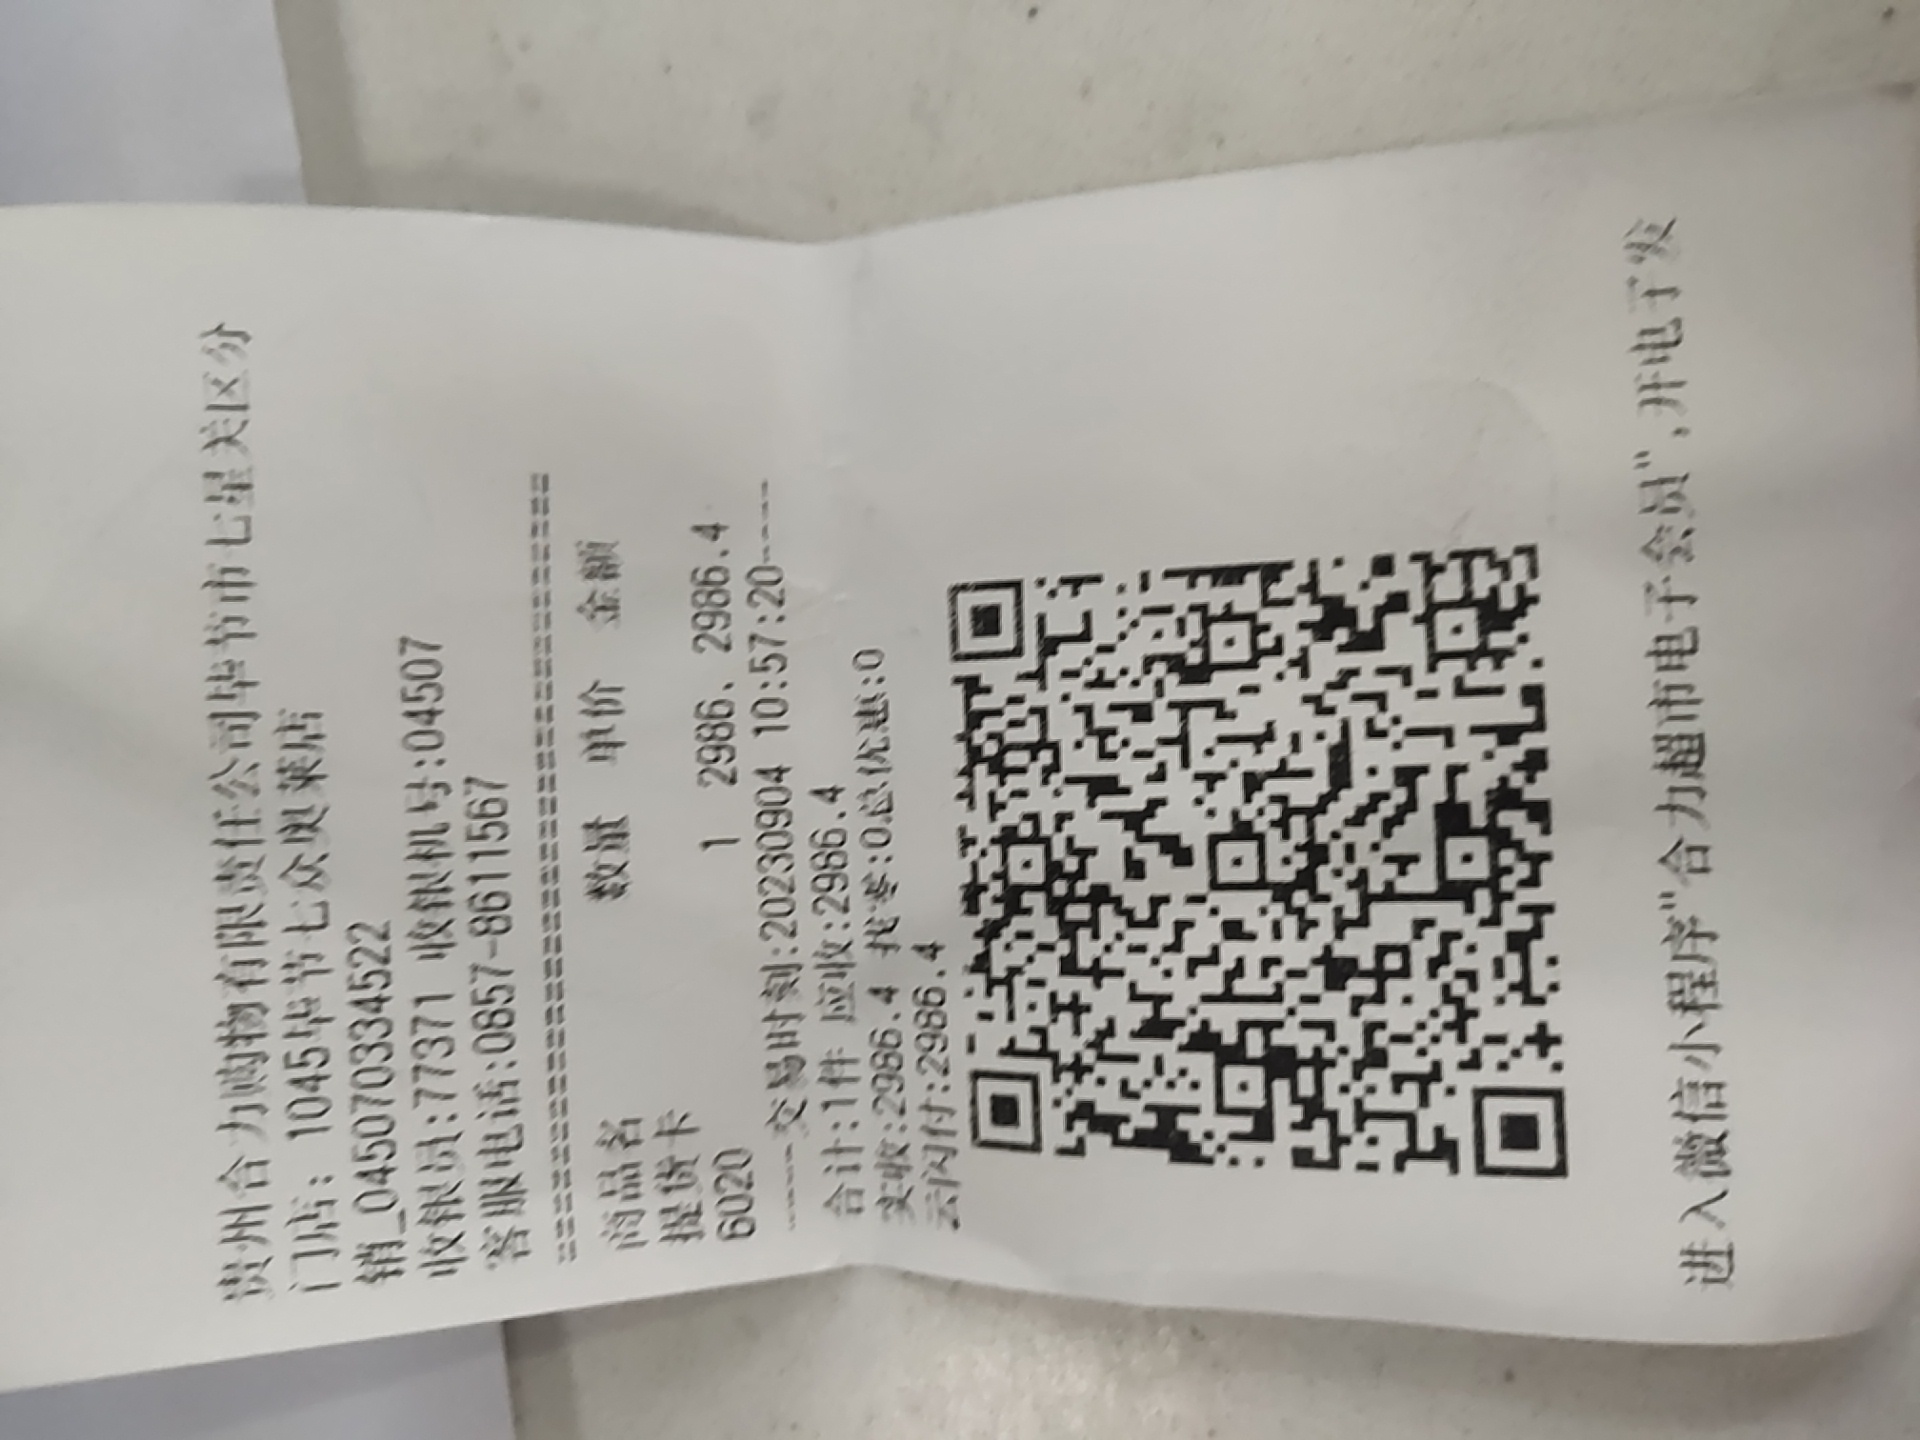 贵州合力购物有限责任公司毕节市七星关区分
门店: 1045毕节七众奥莱店
销_045070334522
收银员:77371 收银机号:04507
客服电话:0857-8611567
商品名 数量 单价 金额
提货卡
6020 1 2986. 2986.4
-----交易时刻:20230904 10:57:20-----
合计:1件 应收:2986.4
实收:2986.4 找零:0总优惠:0
云闪付:2986.4
进入微信小程序"合力超市电子会员",开电子发